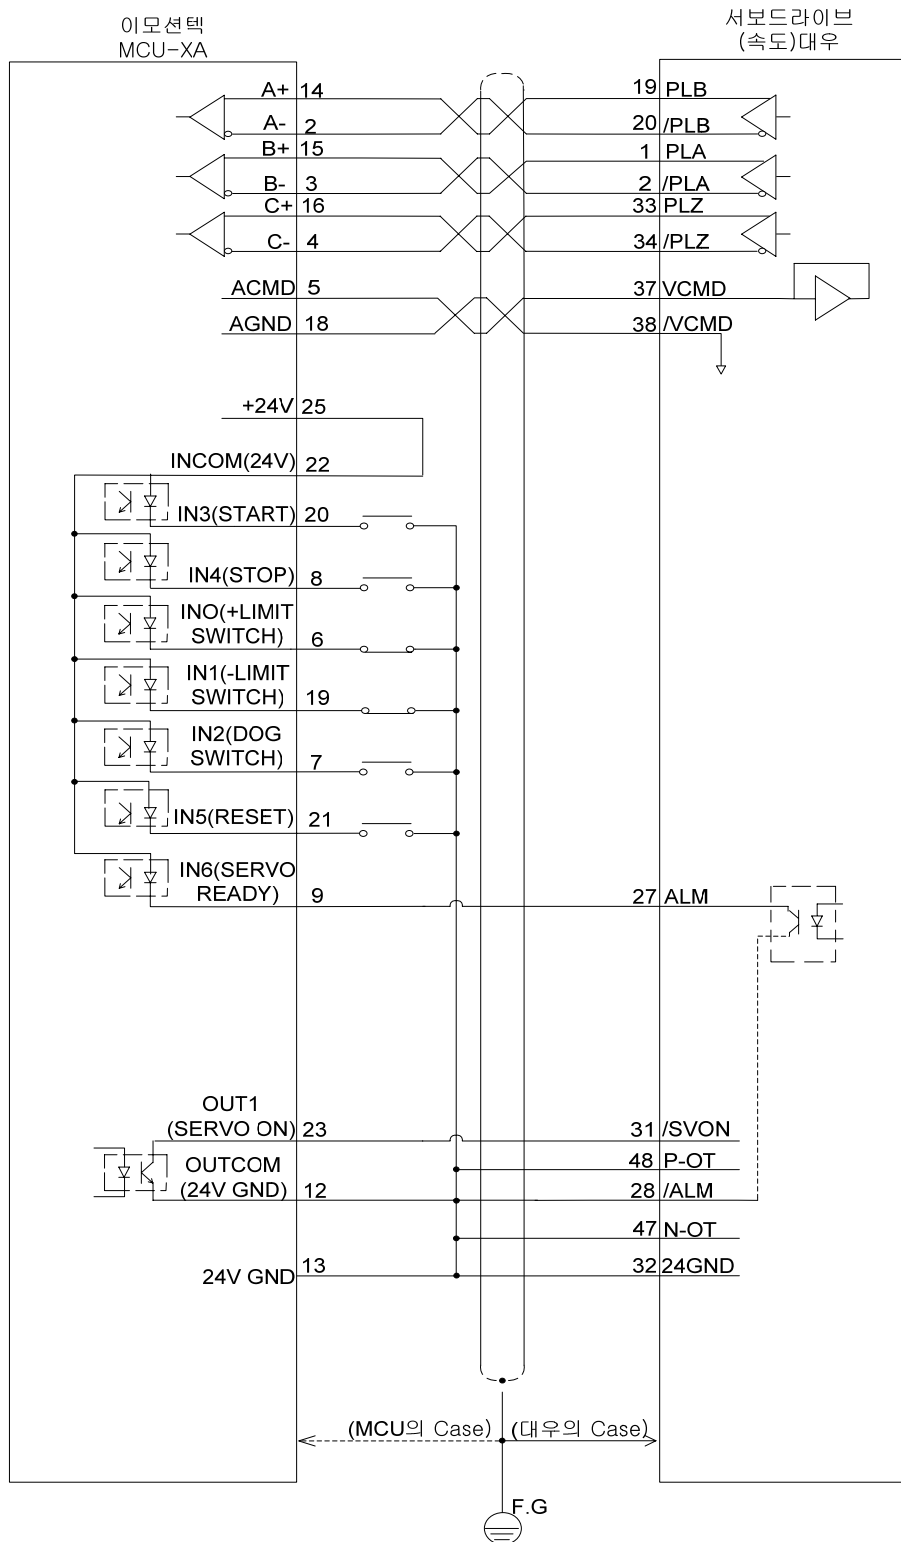 이모션텍
MCU-XA
서보드라이브
(속도)대우
A+ 14 19 PLB
A- 2 20 /PLB
B+ 15 1 PLA
B- 3 2 /PLA
C+ 16 33 PLZ
C- 4 34 /PLZ
ACMD 5 37 VCMD
AGND 18 38 /VCMD
+24V 25
INCOM(24V) 22
IN3(START) 20
IN4(STOP) 8
INO(+LIMIT
SWITCH) 6
IN1(-LIMIT
SWITCH) 19
IN2(DOG
SWITCH) 7
IN5(RESET) 21
IN6(SERVO
READY) 9 27 ALM
OUT1
(SERVO ON) 23 31 /SVON
OUTCOM 48 P-OT
(24V GND) 12 28 /ALM
47 N-OT
24V GND 13 32 24GND
(MCU의 Case) (대우의 Case)
F.G